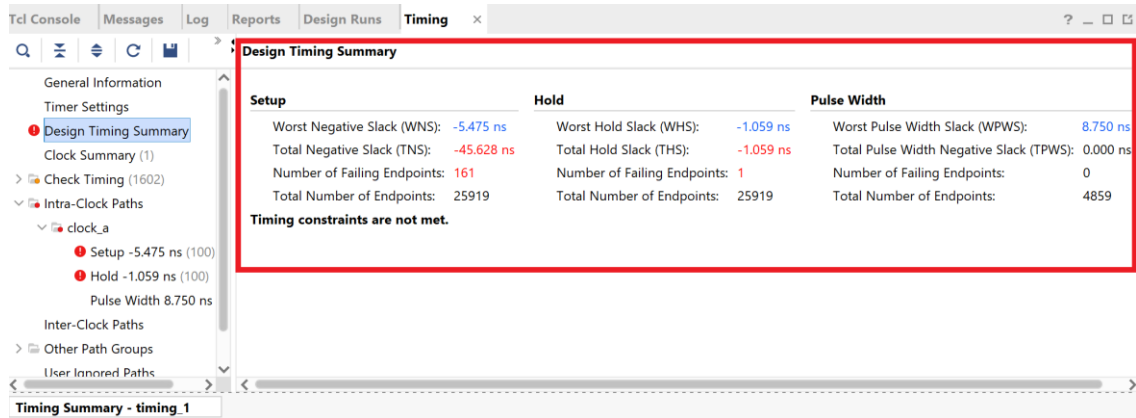 Tcl Console Messages Log Reports Design Runs Timing × ? _
»
General Information
Timer Settings
Design Timing Summary
Clock Summary (1)
> Check Timing (1602)
Intra-Clock Paths
clock_a
Setup -5.475 ns (100)
Hold -1.059 ns (100)
Pulse Width 8.750 ns
Inter-Clock Paths
> Other Path Groups
User Ignored Paths
Design Timing Summary
Setup Hold Pulse Width
Worst Negative Slack (WNS): -5.475 ns Worst Hold Slack (WHS): -1.059 ns Worst Pulse Width Slack (WPWS): 8.750 ns
Total Negative Slack (TNS): -45.628 ns Total Hold Slack (THS): -1.059 ns Total Pulse Width Negative Slack (TPWS): 0.000 ns
Number of Failing Endpoints: 161 Number of Failing Endpoints: 1 Number of Failing Endpoints: 0
Total Number of Endpoints: 25919 Total Number of Endpoints: 25919 Total Number of Endpoints: 4859
Timing constraints are not met.
Timing Summary - timing_1